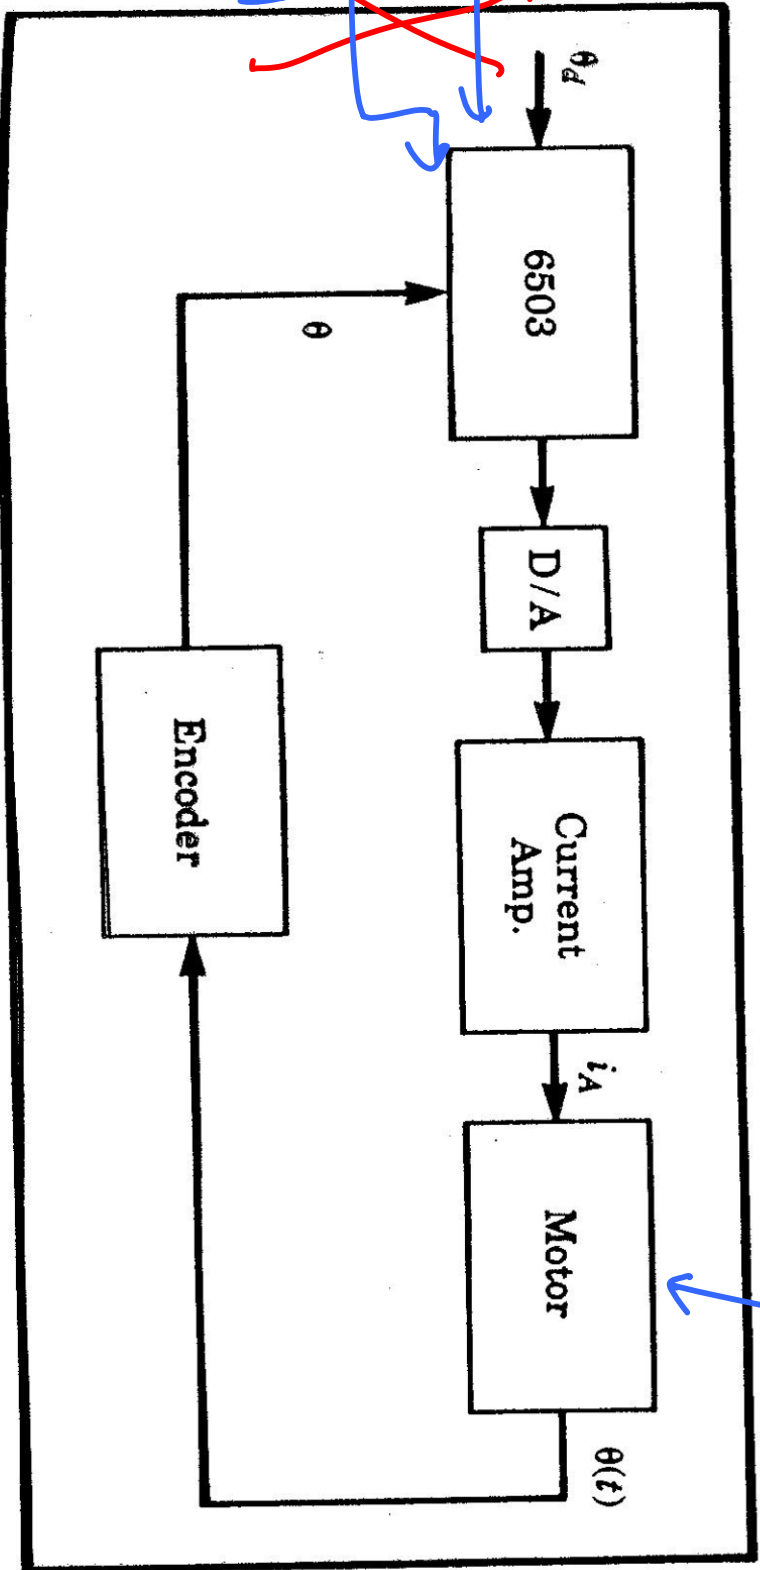 θd
6503
D/A
Current
Amp.
iA
Motor
θ(t)
Encoder
θ